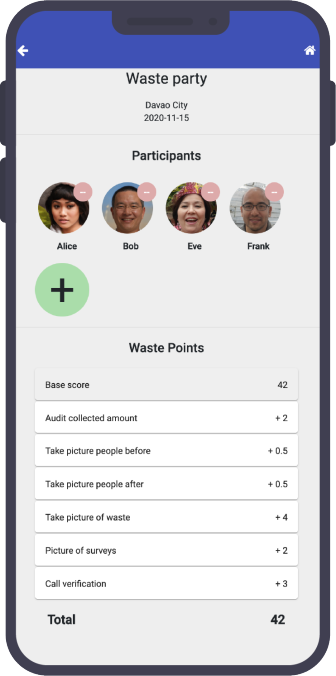 Waste party
Davao City
2020-11-15
Participants
Alice Bob Eve Frank
+
Waste Points
Base score 42
Audit collected amount + 2
Take picture people before + 0.5
Take picture people after + 0.5
Take picture of waste + 4
Picture of surveys + 2
Call verification + 3
Total 42